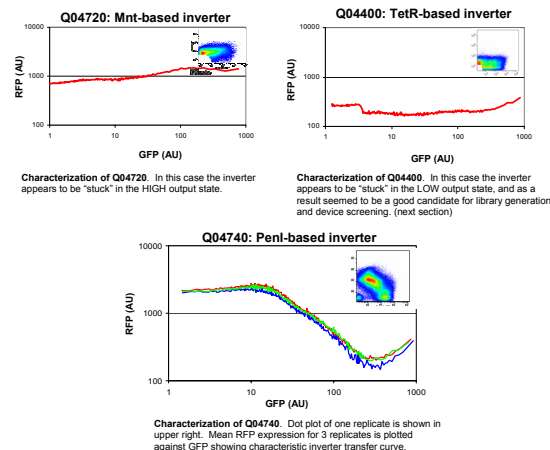 Q04720: Mnt-based inverter
10000
1000
100
RFP (AU)
1 10 100 1000
GFP (AU)
Characterization of Q04720. In this case the inverter
appears to be "stuck" in the HIGH output state.
Q04400: TetR-based inverter
10000
1000
100
RFP (AU)
1 10 100 1000
GFP (AU)
Characterization of Q04400. In this case the inverter
appears to be "stuck" in the LOW output state, and as a
result seemed to be a good candidate for library generation
and device screening. (next section)
Q04740: PenI-based inverter
10000
1000
100
RFP (AU)
1 10 100 1000
GFP (AU)
Characterization of Q04740. Dot plot of one replicate is shown in
upper right. Mean RFP expression for 3 replicates is plotted
against GFP showing characteristic inverter transfer curve.